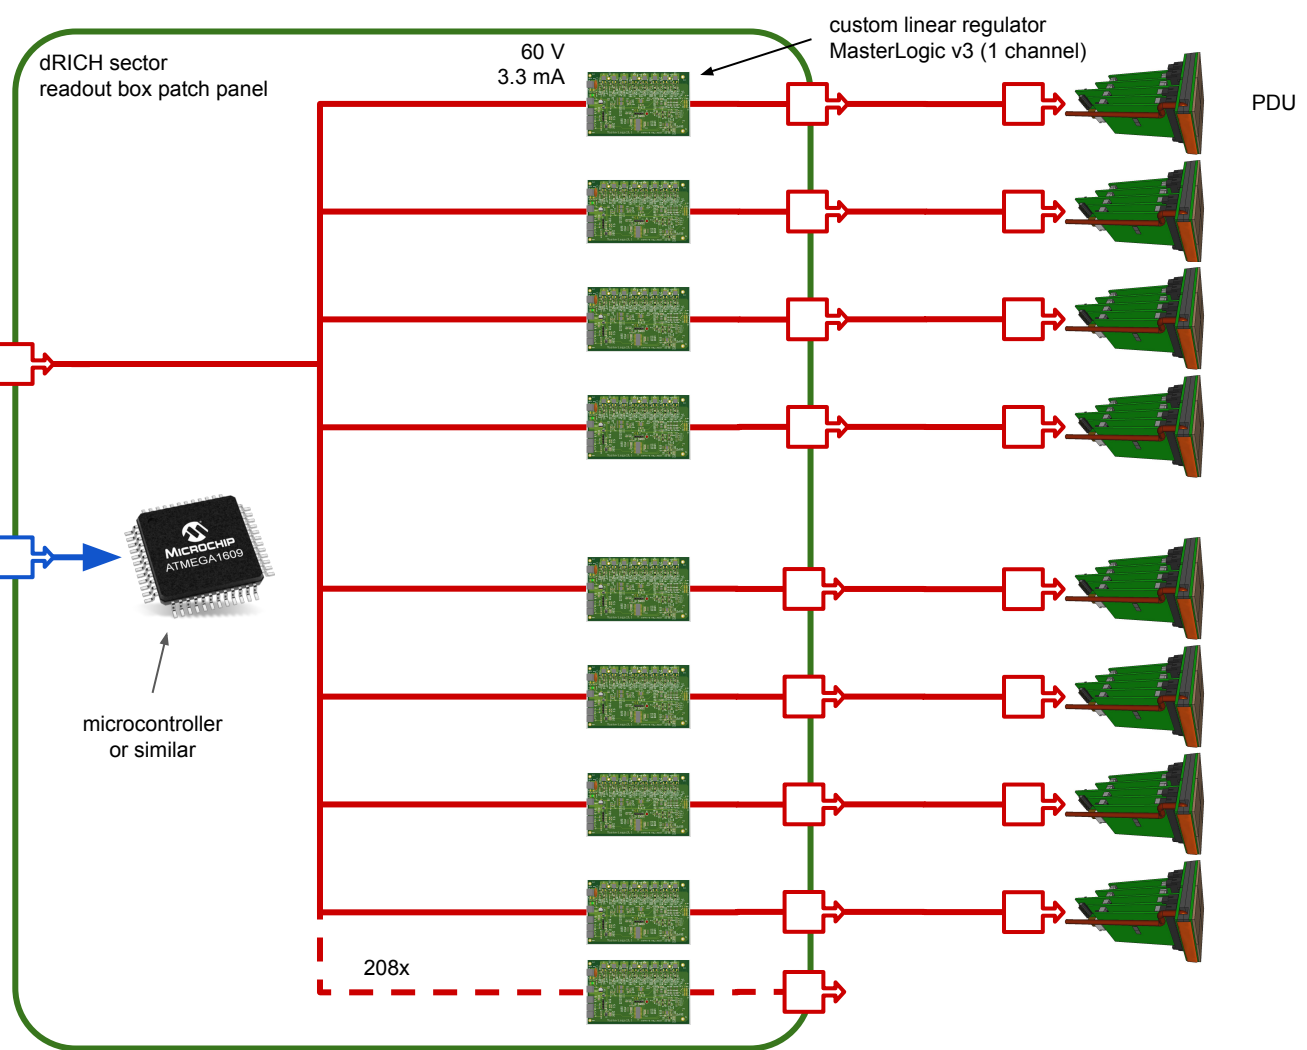 custom linear regulator
MasterLogic v3 (1 channel)
60 V
3.3 mA
dRICH sector
readout box patch panel
PDU
MICROCHIP
ATMEGA1609
microcontroller
or similar
208x